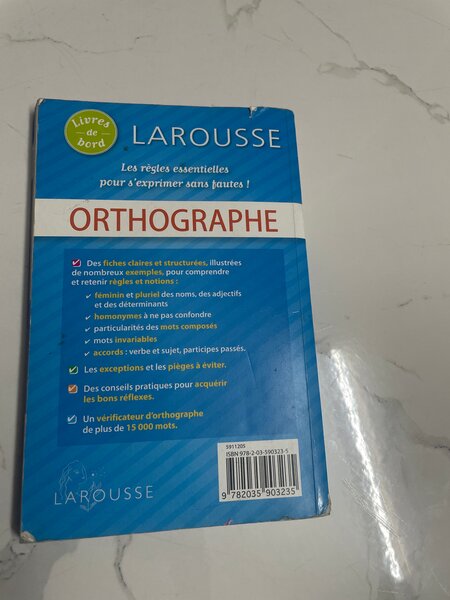 Livres
de
bord
LAROUSSE
Les règles essentielles
pour s'exprimer sans fautes !
ORTHOGRAPHE
Des fiches claires et structurées, illustrées
de nombreux exemples, pour comprendre
et retenir règles et notions :
féminin et pluriel des noms, des adjectifs
et des déterminants
homonymes à ne pas confondre
particularités des mots composés
mots invariables
accords : verbe et sujet, participes passés.
Les exceptions et les pièges à éviter.
Des conseils pratiques pour acquérir
les bons réflexes.
Un vérificateur d'orthographe
de plus de 15 000 mots.
5911205
ISBN 978-2-03-590323-5
9 782035 903235
LAROUSSE